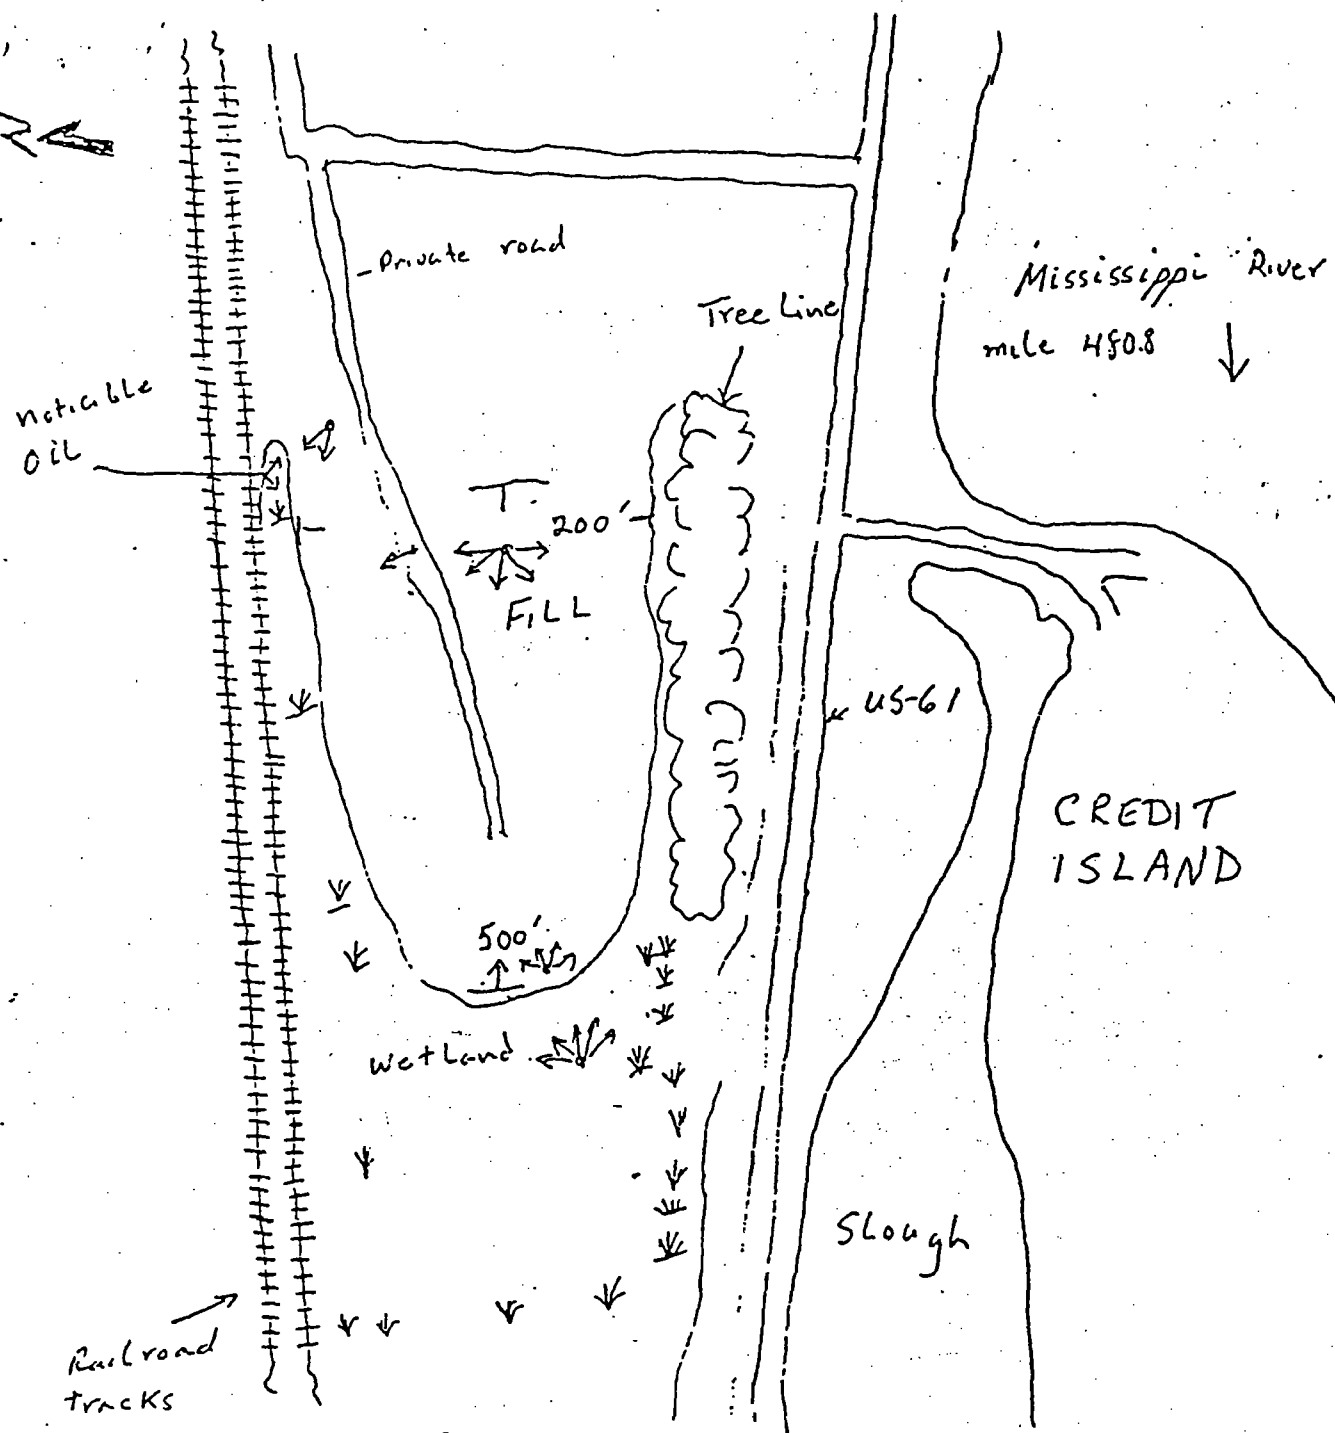 Private road
Mississippi River
mile 480.8
Tree Line
noticible
oil
200'
FILL
US-61
CREDIT
ISLAND
500'
wetland
Slough
Railroad
tracks